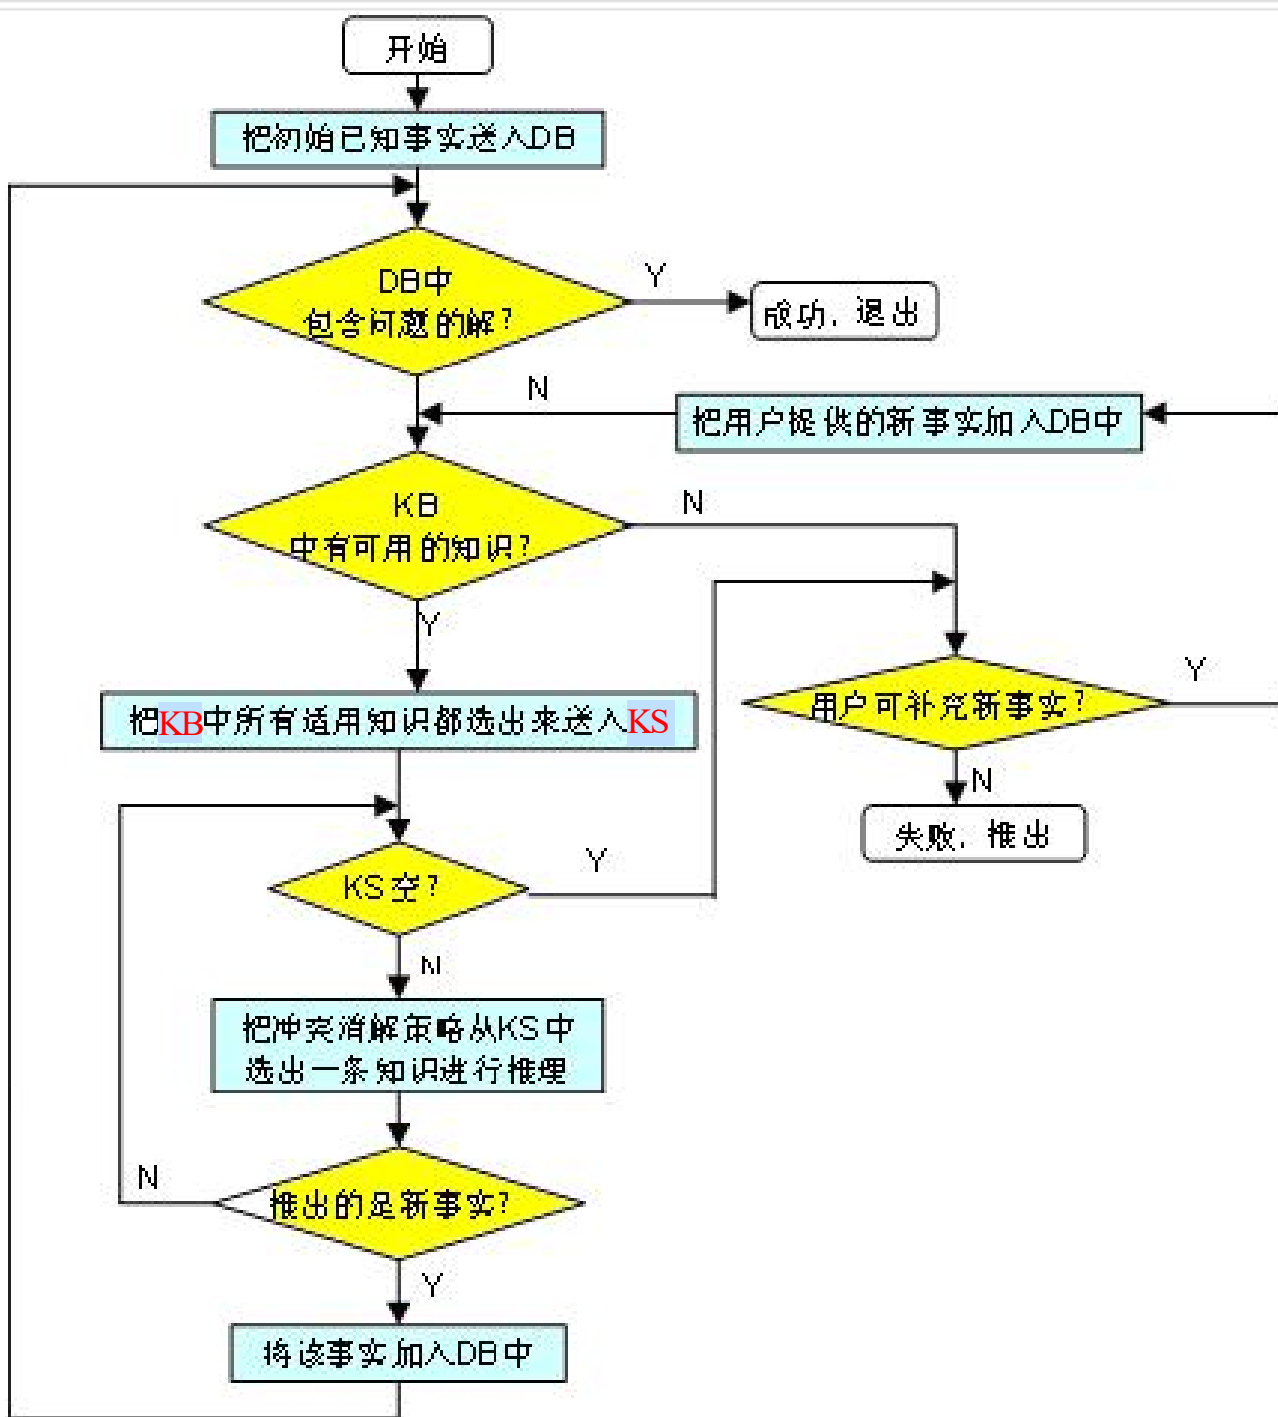 开始
把初始已知事实送入DB
DB中
包含问题的解?
Y
成功, 退出
N
把用户提供的新事实加入DB中
KB
中有可用的知识?
N
Y
把KB中所有适用知识都选出来送入KS
用户可补充新事实?
Y
N
失败, 推出
KS空?
Y
N
把冲突消解策略从KS中
选出一条知识进行推理
推出的是新事实?
N
Y
将该事实加入DB中